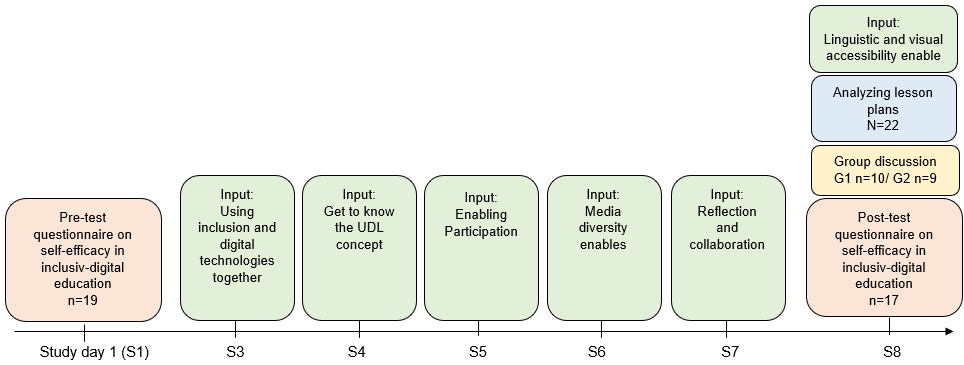 Input:
Linguistic and visual
accessibility enable
Analyzing lesson
plans
N=22
Group discussion
G1 n=10/ G2 n=9
Pre-test
questionnaire on
self-efficacy in
inclusiv-digital
education
n=19
Input:
Using
inclusion and
digital
technologies
together
Input:
Get to know
the UDL
concept
Input:
Enabling
Participation
Input:
Media
diversity
enables
Input:
Reflection
and
collaboration
Post-test
questionnaire on
self-efficacy in
inclusiv-digital
education
n=17
Study day 1 (S1)
S3
S4
S5
S6
S7
S8